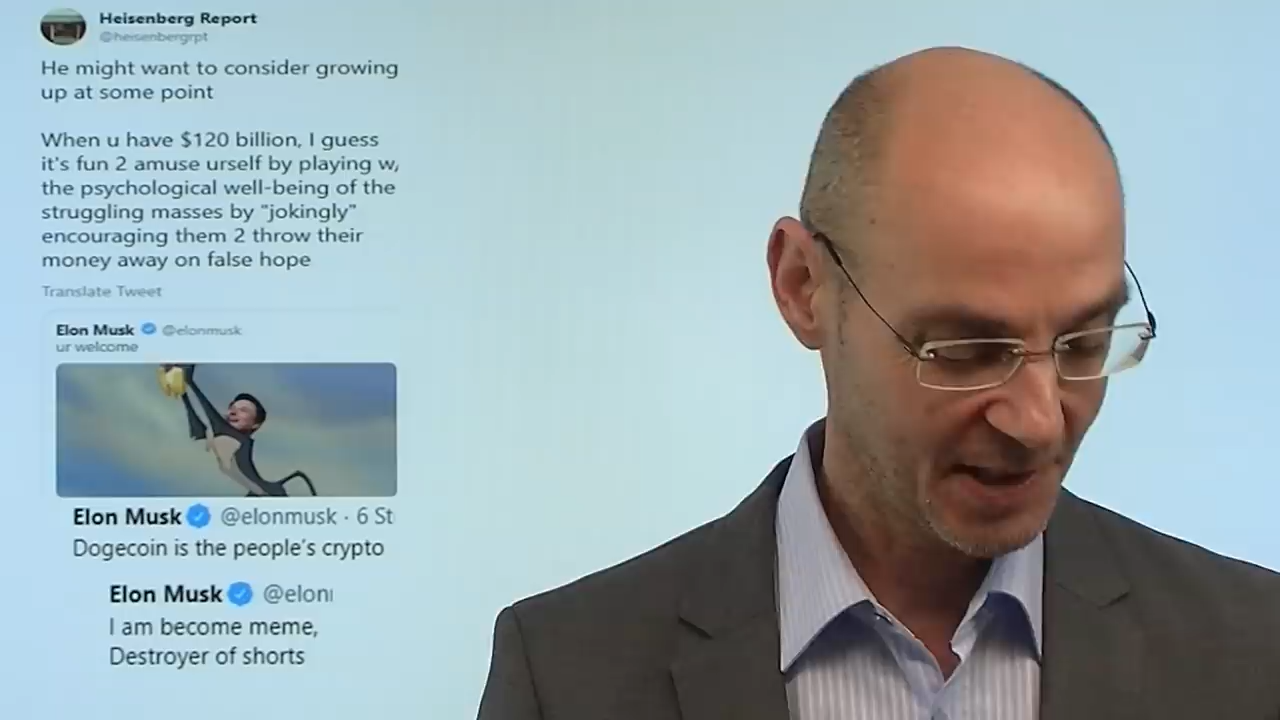 Heisenberg Report
@heisenbergrpt
He might want to consider growing
up at some point
When u have $120 billion, I guess
it's fun 2 amuse urself by playing w/
the psychological well-being of the
struggling masses by "jokingly"
encouraging them 2 throw their
money away on false hope
Translate Tweet
Elon Musk @elonmusk
ur welcome
Elon Musk @elonmusk · 6 St
Dogecoin is the people's crypto
Elon Musk @elon
I am become meme,
Destroyer of shorts